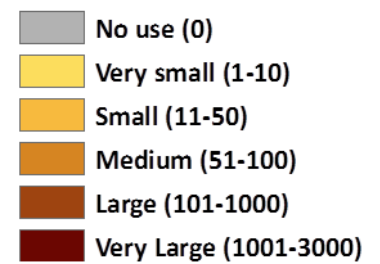 No use (0)
Very small (1-10)
Small (11-50)
Medium (51-100)
Large (101-1000)
Very Large (1001-3000)